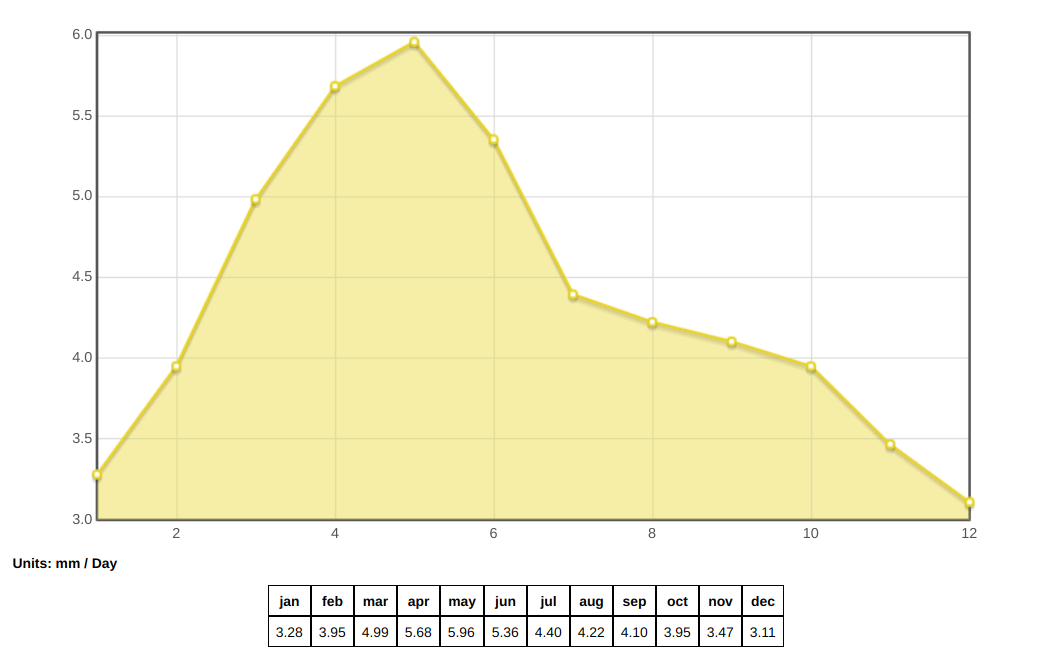 6.0
5.5
5.0
4.5
4.0
3.5
3.0
2 4 6 8 10 12
Units: mm / Day
jan feb mar apr may jun jul aug sep oct nov dec
3.28 3.95 4.99 5.68 5.96 5.36 4.40 4.22 4.10 3.95 3.47 3.11